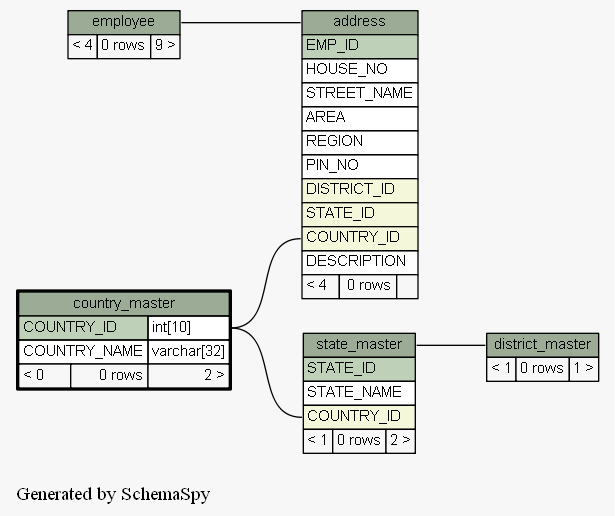 employee
< 4 0 rows 9 >
address
EMP_ID
HOUSE_NO
STREET_NAME
AREA
REGION
PIN_NO
DISTRICT_ID
STATE_ID
COUNTRY_ID
DESCRIPTION
< 4 0 rows
country_master
COUNTRY_ID int[10]
COUNTRY_NAME varchar[32]
< 0 0 rows 2 >
state_master
STATE_ID
STATE_NAME
COUNTRY_ID
< 1 0 rows 2 >
district_master
< 1 0 rows 1 >
Generated by SchemaSpy